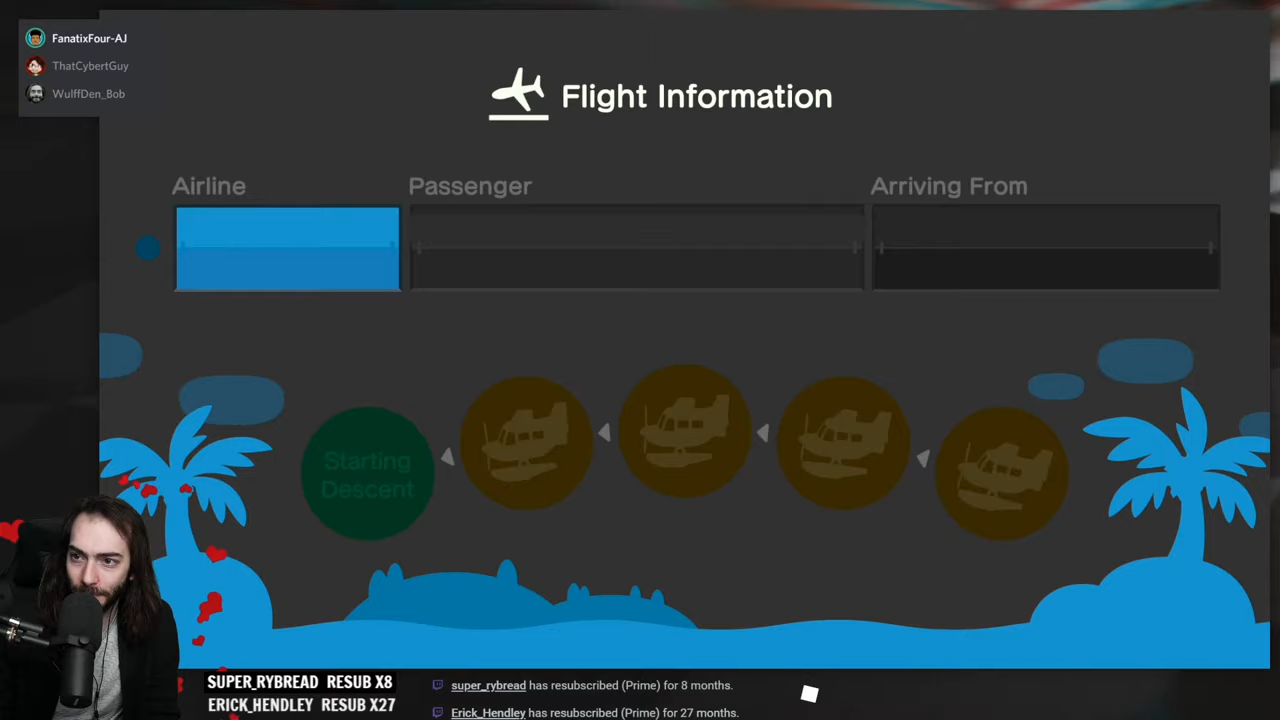 FanatixFour-AJ
ThatCybertGuy
WulffDen_Bob
Flight Information
Airline
Passenger
Arriving From
Starting
Descent
SUPER_RYBREAD RESUB X8
ERICK_HENDLEY RESUB X27
super_rybread has resubscribed (Prime) for 8 months.
Erick_Hendley has resubscribed (Prime) for 27 months.